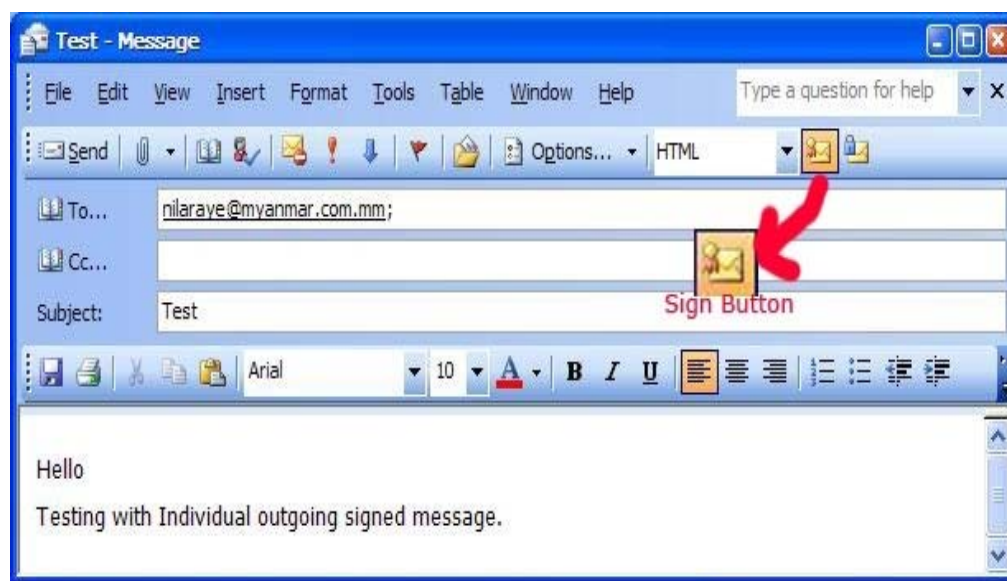 Test - Message
File Edit View Insert Format Tools Table Window Help Type a question for help
Send Options... HTML
To... nilaraye@myanmar.com.mm;
Cc...
Sign Button
Subject: Test
Arial 10 A B I U
Hello
Testing with Individual outgoing signed message.